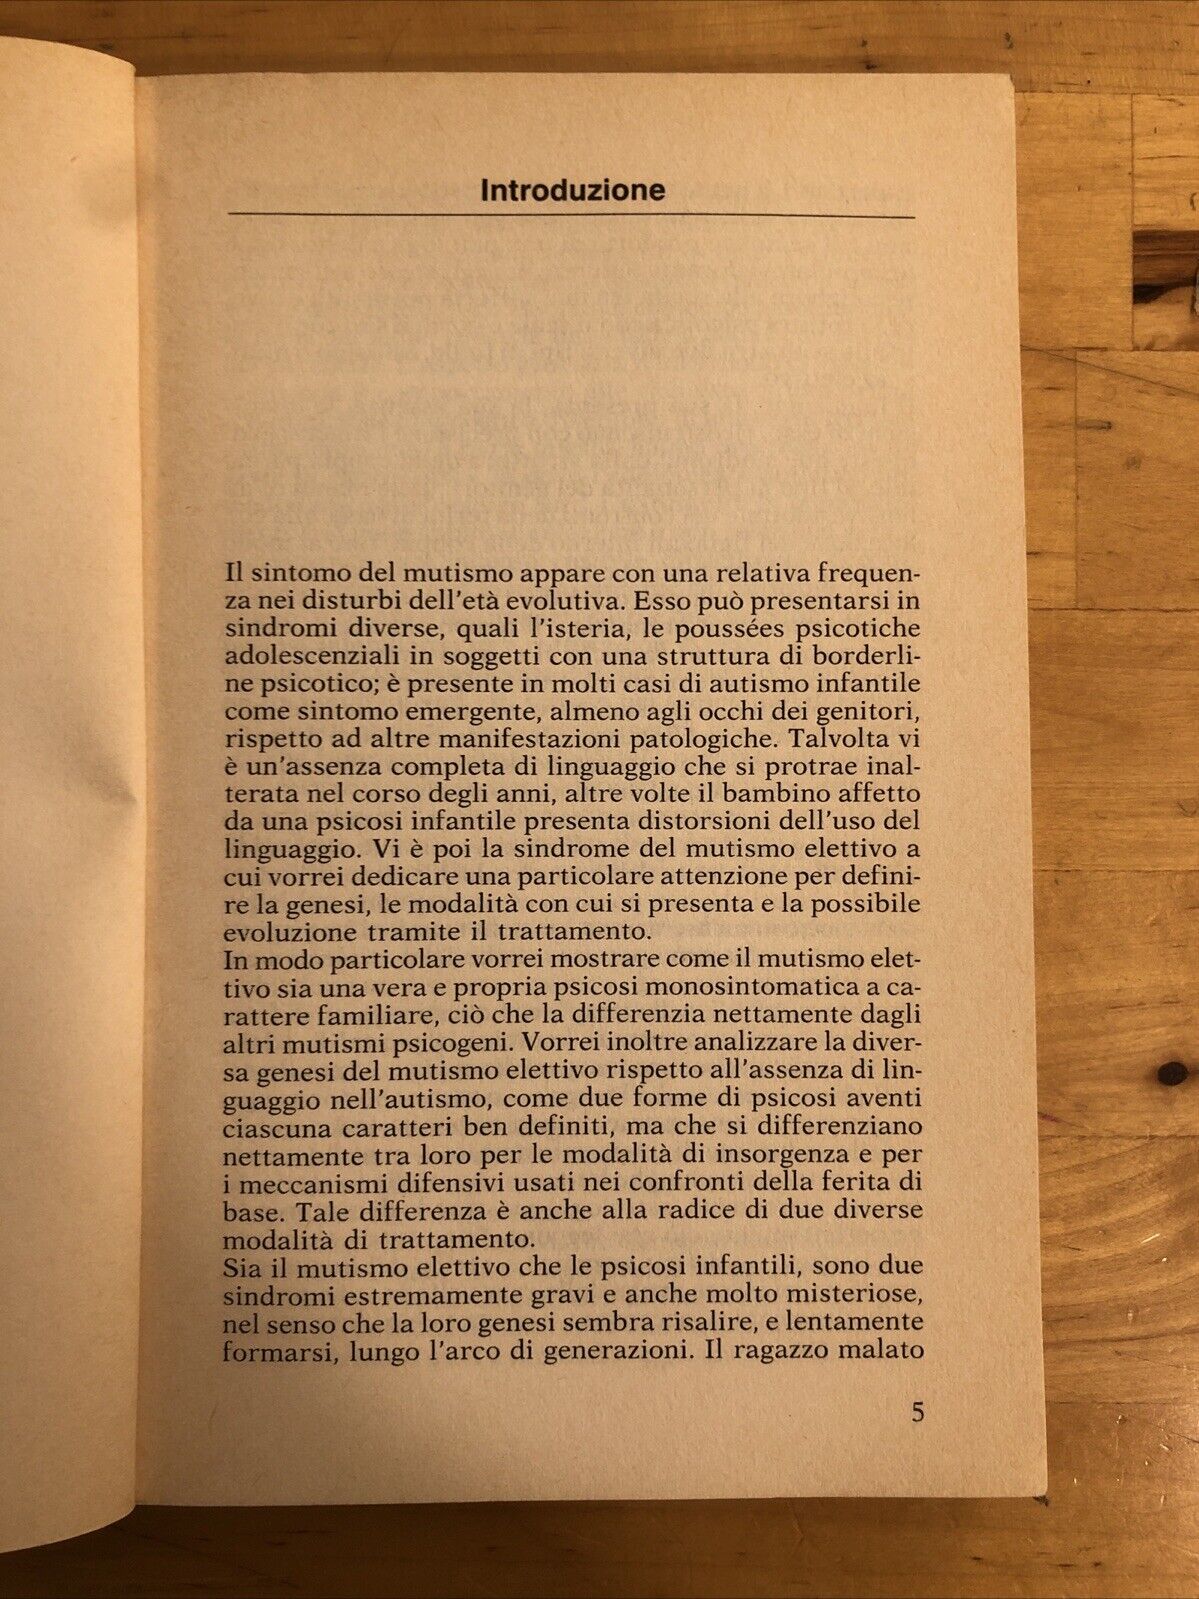 Introduzione
Il sintomo del mutismo appare con una relativa frequen-
za nei disturbi dell'età evolutiva. Esso può presentarsi in
sindromi diverse, quali l'isteria, le poussées psicotiche
adolescenziali in soggetti con una struttura di borderli-
ne psicotico; è presente in molti casi di autismo infantile
come sintomo emergente, almeno agli occhi dei genitori,
rispetto ad altre manifestazioni patologiche. Talvolta vi
è un'assenza completa di linguaggio che si protrae inal-
terata nel corso degli anni, altre volte il bambino affetto
da una psicosi infantile presenta distorsioni dell'uso del
linguaggio. Vi è poi la sindrome del mutismo elettivo a
cui vorrei dedicare una particolare attenzione per defini-
re la genesi, le modalità con cui si presenta e la possibile
evoluzione tramite il trattamento.
In modo particolare vorrei mostrare come il mutismo elet-
tivo sia una vera e propria psicosi monosintomatica a ca-
rattere familiare, ciò che la differenzia nettamente dagli
altri mutismi psicogeni. Vorrei inoltre analizzare la diver-
sa genesi del mutismo elettivo rispetto all'assenza di lin-
guaggio nell'autismo, come due forme di psicosi aventi
ciascuna caratteri ben definiti, ma che si differenziano
nettamente tra loro per le modalità di insorgenza e per
i meccanismi difensivi usati nei confronti della ferita di
base. Tale differenza è anche alla radice di due diverse
modalità di trattamento.
Sia il mutismo elettivo che le psicosi infantili, sono due
sindromi estremamente gravi e anche molto misteriose,
nel senso che la loro genesi sembra risalire, e lentamente
formarsi, lungo l'arco di generazioni. Il ragazzo malato
5